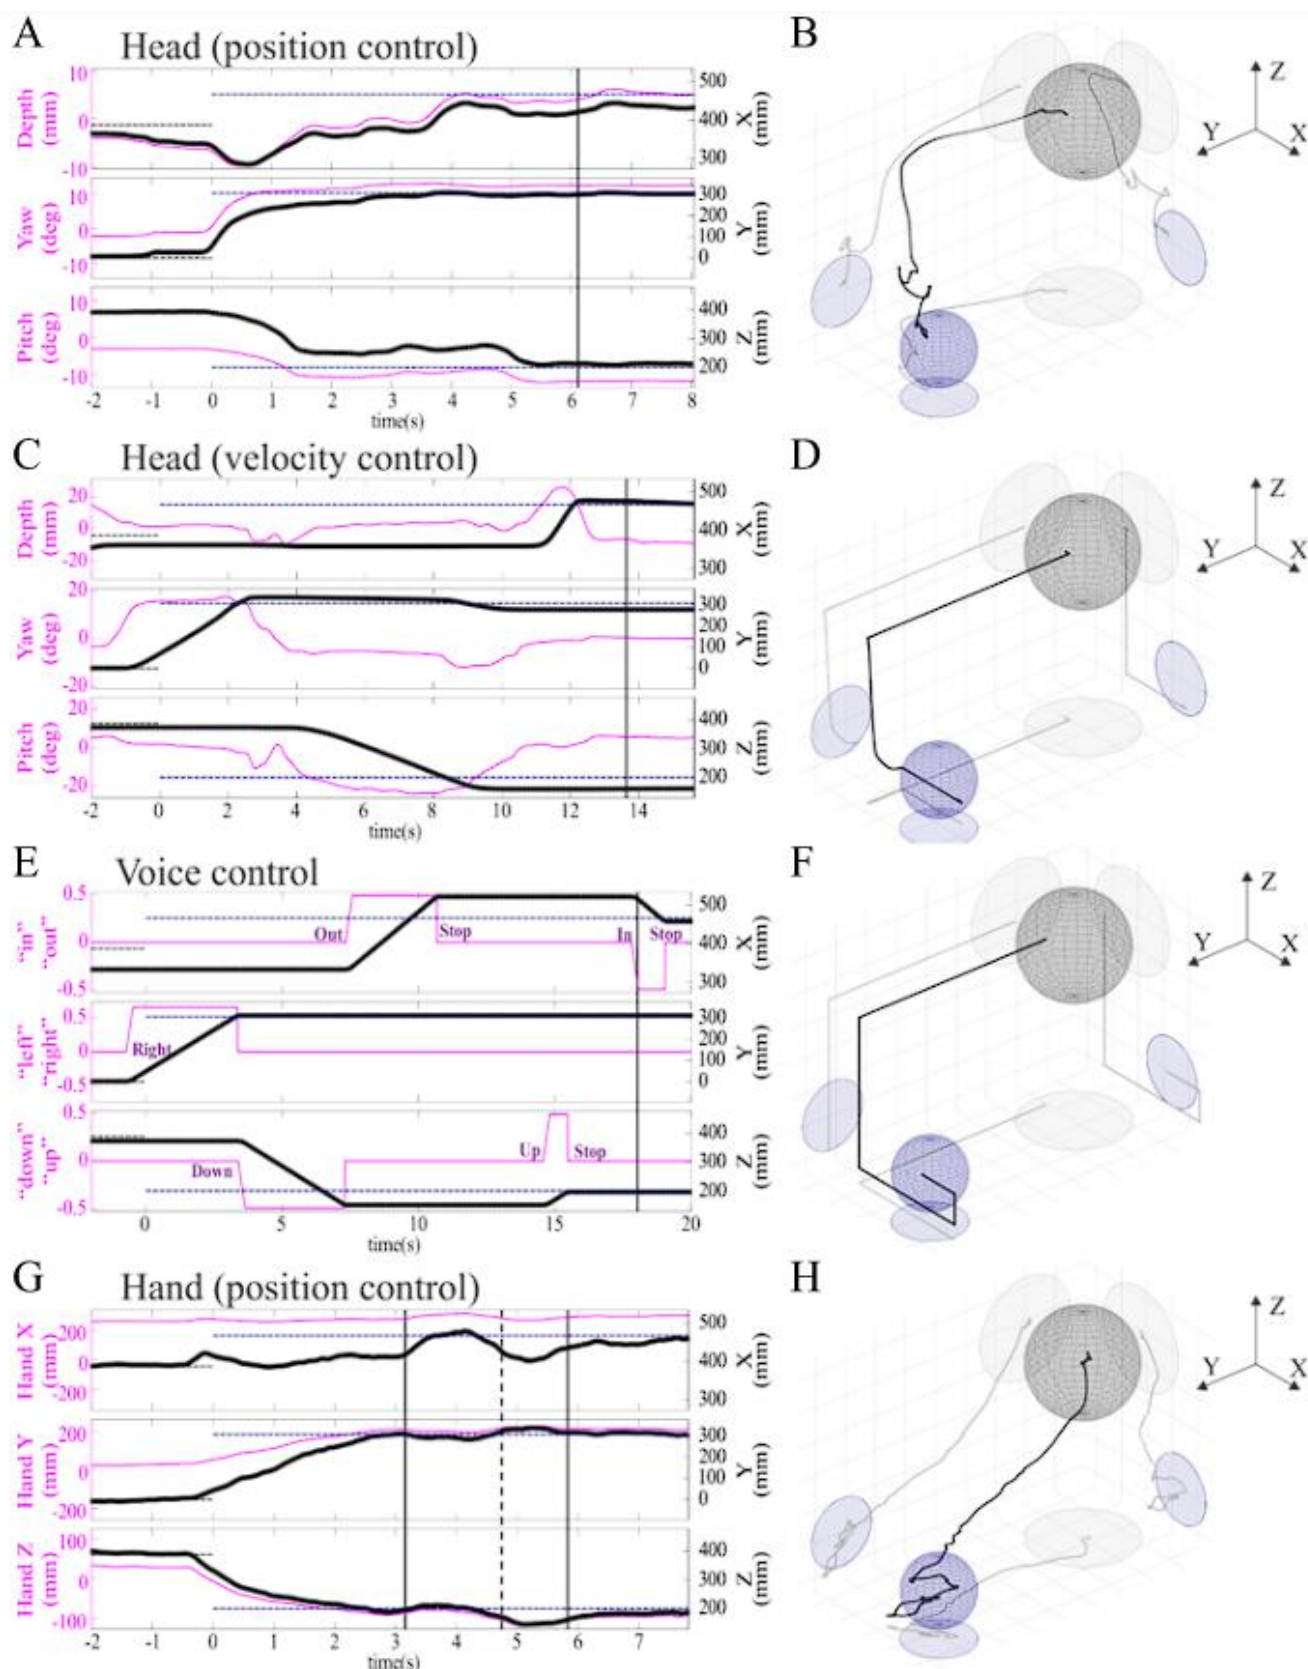 A Head (position control)
Depth (mm)
10
0
-10
500
400
300
X (mm)
Yaw (deg)
10
0
-10
300
200
100
0
Y (mm)
Pitch (deg)
10
0
-10
400
300
200
Z (mm)
-2 -1 0 1 2 3 4 5 6 7 8
time(s)
B
Z
Y
X
C Head (velocity control)
Depth (mm)
20
0
-20
500
400
300
X (mm)
Yaw (deg)
20
0
-20
300
200
100
0
Y (mm)
Pitch (deg)
20
0
-20
400
300
200
Z (mm)
-2 0 2 4 6 8 10 12 14
time(s)
D
Z
Y
X
E Voice control
"in" "out"
0.5
0.0
-0.5
Out Stop In Stop
500
400
300
X (mm)
"left" "right"
0.5
0.0
-0.5
Right
300
200
100
0
Y (mm)
"down" "up"
0.5
0.0
-0.5
Down Up Stop
400
300
200
Z (mm)
0 5 10 15 20
time(s)
F
Z
Y
X
G Hand (position control)
Hand X (mm)
200
0
-200
500
400
300
X (mm)
Hand Y (mm)
200
0
-200
300
200
100
0
Y (mm)
Hand Z (mm)
100
0
-100
400
300
200
Z (mm)
-2 -1 0 1 2 3 4 5 6 7
time(s)
H
Z
Y
X